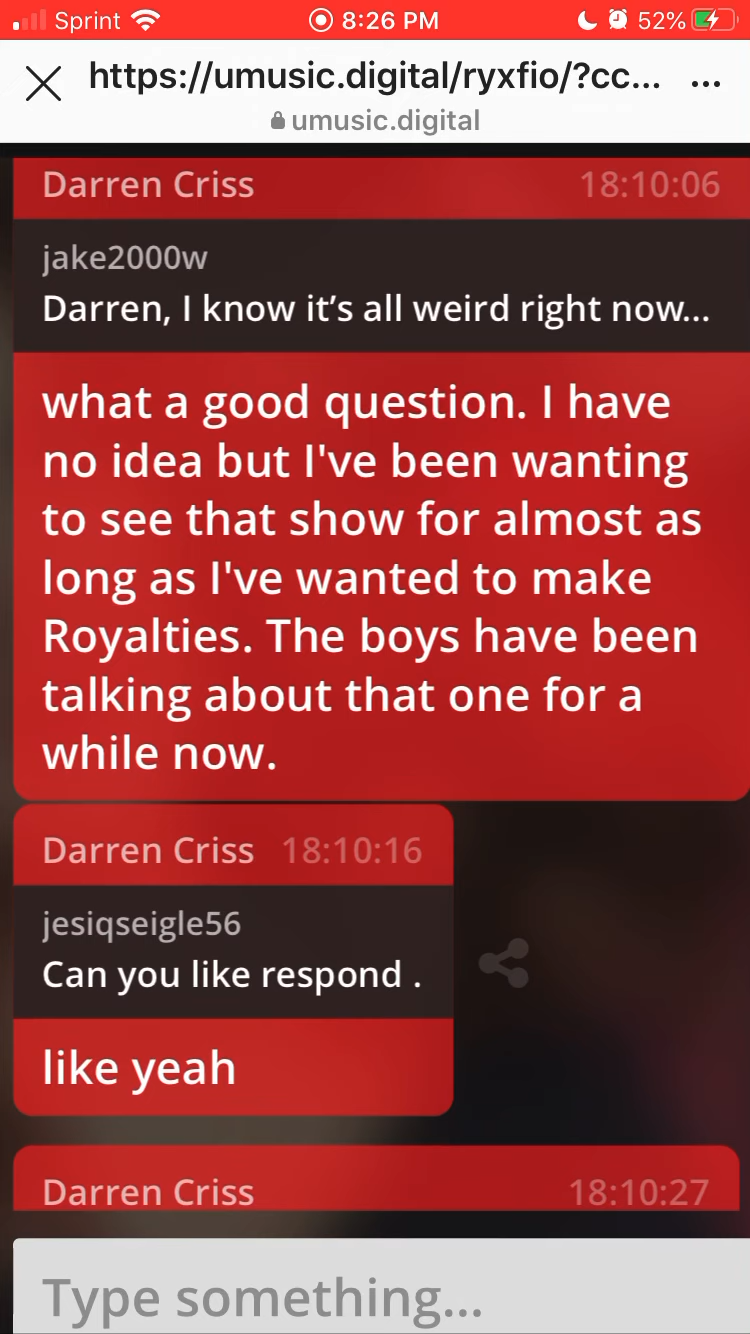 Sprint 8:26 PM 52%
https://umusic.digital/ryxfio/?cc... ...
umusic.digital
Darren Criss 18:10:06
jake2000w
Darren, I know it’s all weird right now...
what a good question. I have
no idea but I've been wanting
to see that show for almost as
long as I've wanted to make
Royalties. The boys have been
talking about that one for a
while now.
Darren Criss 18:10:16
jesiqseigle56
Can you like respond .
like yeah
Darren Criss 18:10:27
Type something...